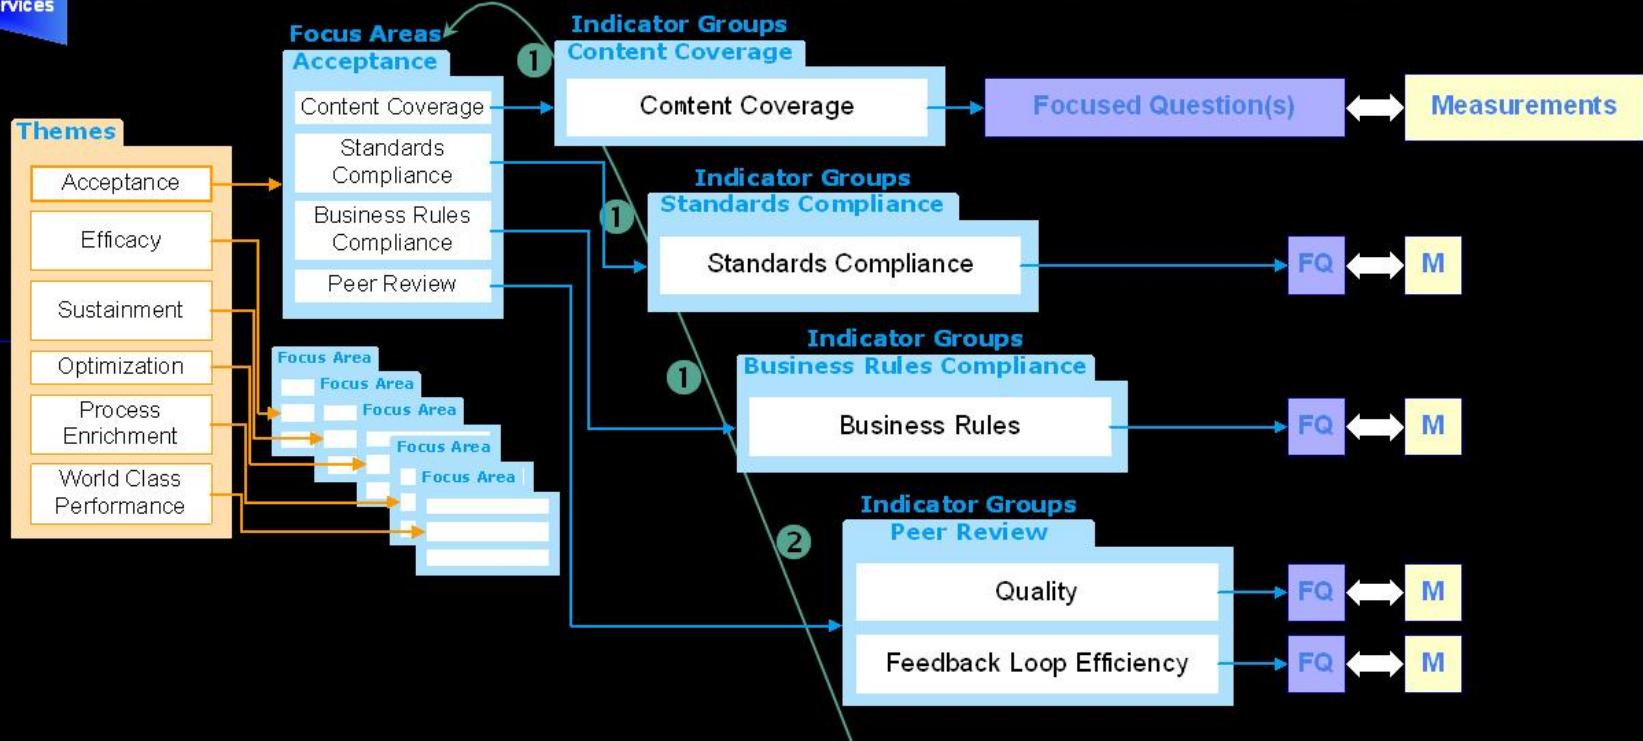 rvices
Themes
Acceptance
Efficacy
Sustainment
Optimization
Process
Enrichment
World Class
Performance
Focus Areas
Acceptance
Content Coverage
Standards
Compliance
Business Rules
Compliance
Peer Review
Focus Area
Focus Area
Focus Area
Focus Area
Focus Area
1
Indicator Groups
Content Coverage
Content Coverage
Focused Question(s)
Measurements
1
Indicator Groups
Standards Compliance
Standards Compliance
FQ
M
1
Indicator Groups
Business Rules Compliance
Business Rules
FQ
M
2
Indicator Groups
Peer Review
Quality
FQ
M
Feedback Loop Efficiency
FQ
M